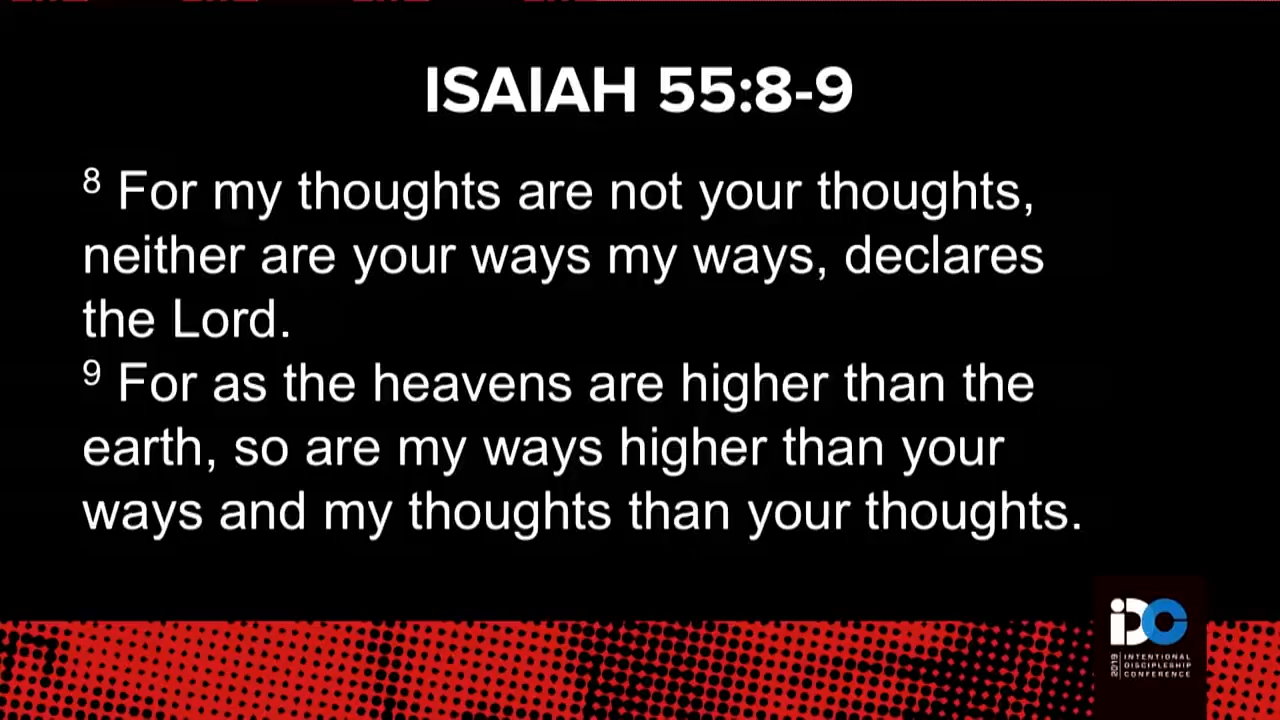 ISAIAH 55:8-9
8 For my thoughts are not your thoughts,
neither are your ways my ways, declares
the Lord.
9 For as the heavens are higher than the
earth, so are my ways higher than your
ways and my thoughts than your thoughts.
iDC
2019
INTENTIONAL
DISCIPLESHIP
CONFERENCE